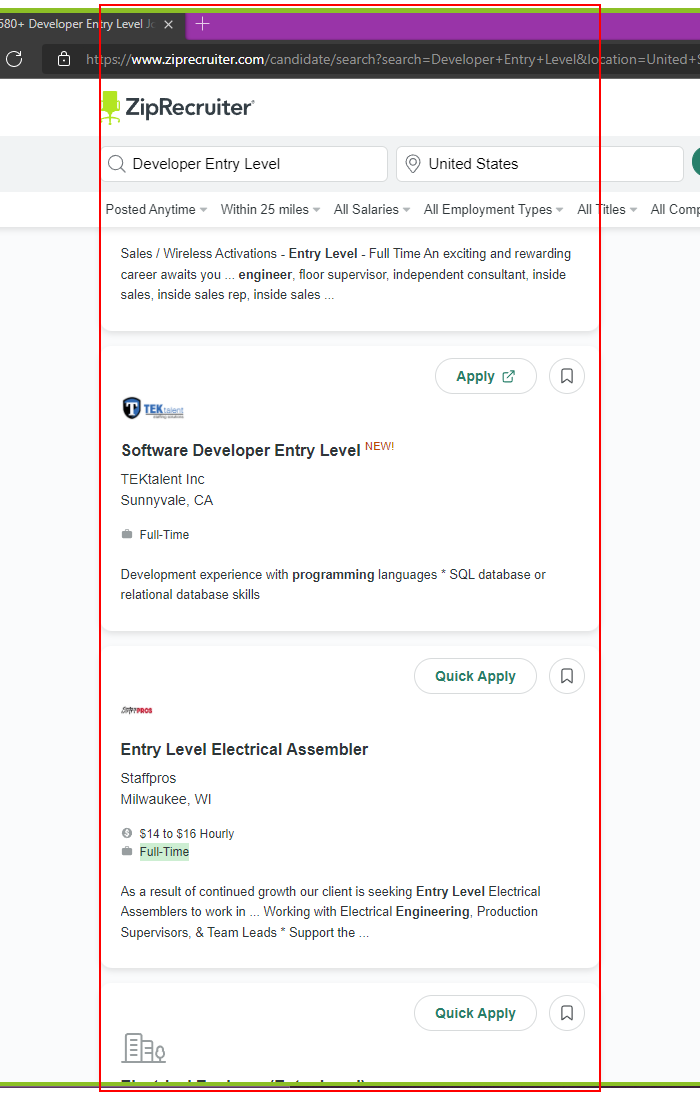 580+ Developer Entry Level Jo
https://www.ziprecruiter.com/candidate/search?search=Developer+Entry+Level&location=United+S
ZipRecruiter
Developer Entry Level United States
Posted Anytime Within 25 miles All Salaries All Employment Types All Titles All Comp
Sales / Wireless Activations - Entry Level - Full Time An exciting and rewarding
career awaits you ... engineer, floor supervisor, independent consultant, inside
sales, inside sales rep, inside sales ...
Apply
TEKtalent
Software Developer Entry Level NEW!
TEKtalent Inc
Sunnyvale, CA
Full-Time
Development experience with programming languages * SQL database or
relational database skills
Quick Apply
StaffPROS
Entry Level Electrical Assembler
Staffpros
Milwaukee, WI
$14 to $16 Hourly
Full-Time
As a result of continued growth our client is seeking Entry Level Electrical
Assemblers to work in ... Working with Electrical Engineering, Production
Supervisors, & Team Leads * Support the ...
Quick Apply